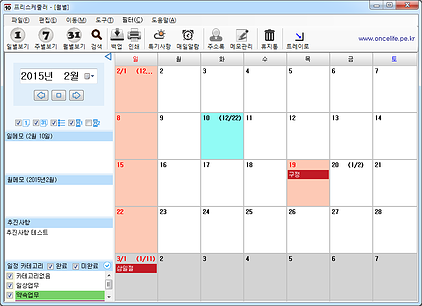 프리스케줄러 - [월별]
파일(F) 편집(E) 이동(M) 도구(T) 필터(C) 도움말(A)
일별보기 주별보기 월별보기 검색 백업 인쇄 특기사항 매일알람 주소록 메모관리 휴지통 트레이로
www.oncelife.pe.kr
2015년 2월
일 월 화 수 목 금 토
2/1 (12... 2 3 4 5 6 7
8 9 10 (12/22) 11 12 13 14
일메모 (2월 10일)
15 16 17 18 19 20 (1/2) 21
구정
월메모 (2015년2월)
22 23 24 25 26 27 28
추진사항
추진사항 테스트
3/1 (1/11) 2 3 4 5 6 7
삼일절
일정 카테고리 완료 미완료
카테고리없음
일상업무
약속업무